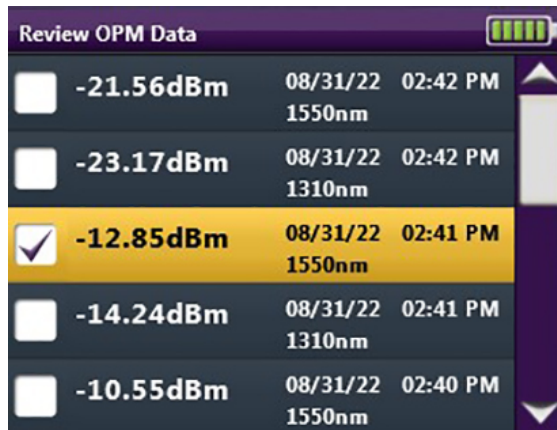 Review OPM Data
-21.56dBm 08/31/22 02:42 PM
1550nm
-23.17dBm 08/31/22 02:42 PM
1310nm
-12.85dBm 08/31/22 02:41 PM
1550nm
-14.24dBm 08/31/22 02:41 PM
1310nm
-10.55dBm 08/31/22 02:40 PM
1550nm